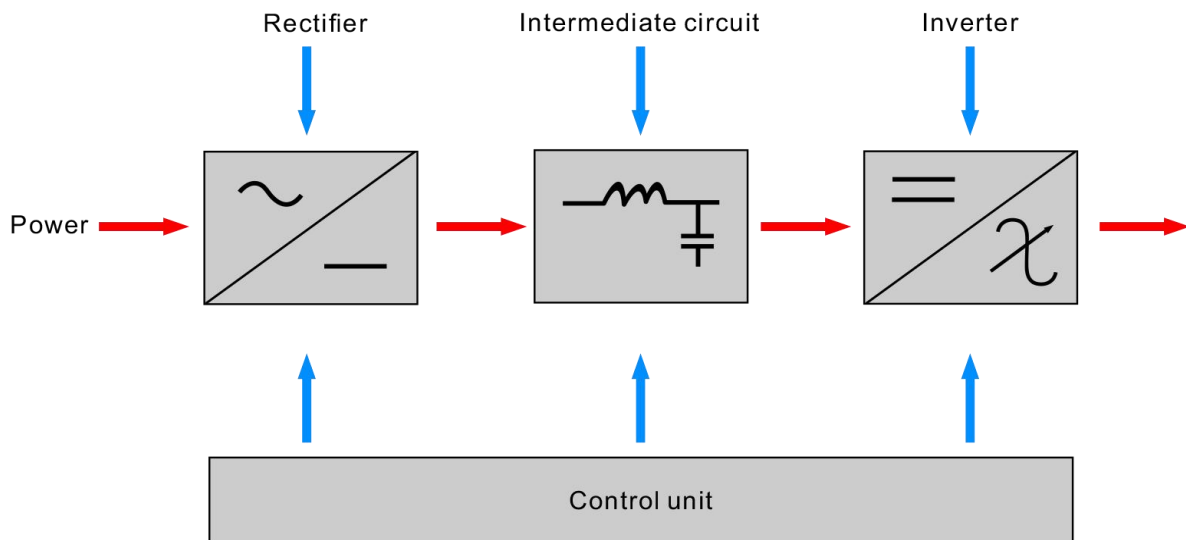 Rectifier
Intermediate circuit
Inverter
Power
Control unit